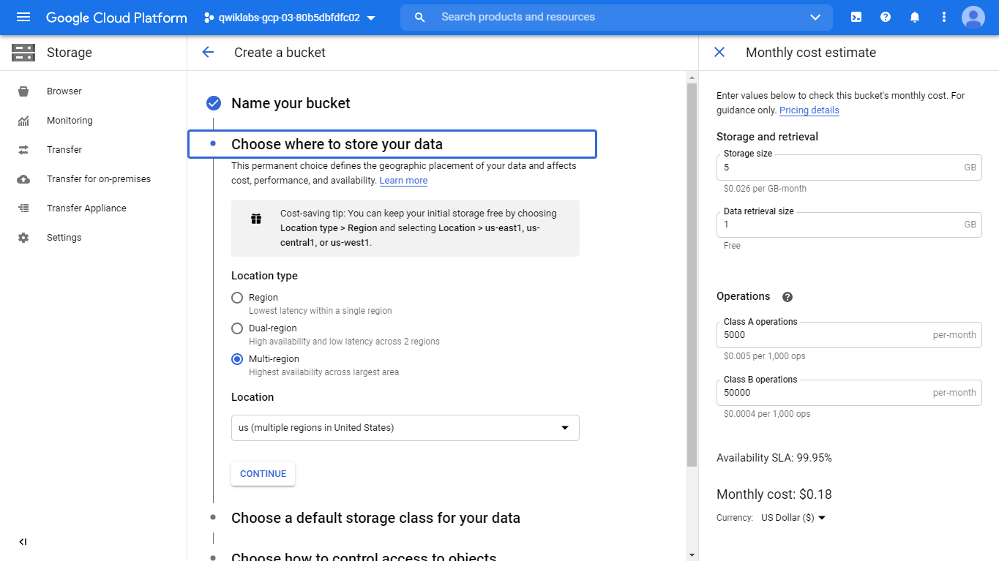 Google Cloud Platform
qwiklabs-gcp-03-80b5dbfdfc02
Search products and resources
Storage
Browser
Monitoring
Transfer
Transfer for on-premises
Transfer Appliance
Settings
Create a bucket
Name your bucket
Choose where to store your data
This permanent choice defines the geographic placement of your data and affects
cost, performance, and availability. Learn more
Cost-saving tip: You can keep your initial storage free by choosing
Location type > Region and selecting Location > us-east1, us-
central1, or us-west1.
Location type
Region
Lowest latency within a single region
Dual-region
High availability and low latency across 2 regions
Multi-region
Highest availability across largest area
Location
us (multiple regions in United States)
CONTINUE
Choose a default storage class for your data
Choose how to control access to objects
Monthly cost estimate
Enter values below to check this bucket's monthly cost. For
guidance only. Pricing details
Storage and retrieval
Storage size
5 GB
$0.026 per GB-month
Data retrieval size
1 GB
Free
Operations
Class A operations
5000 per-month
$0.005 per 1,000 ops
Class B operations
50000 per-month
$0.0004 per 1,000 ops
Availability SLA: 99.95%
Monthly cost: $0.18
Currency: US Dollar ($)